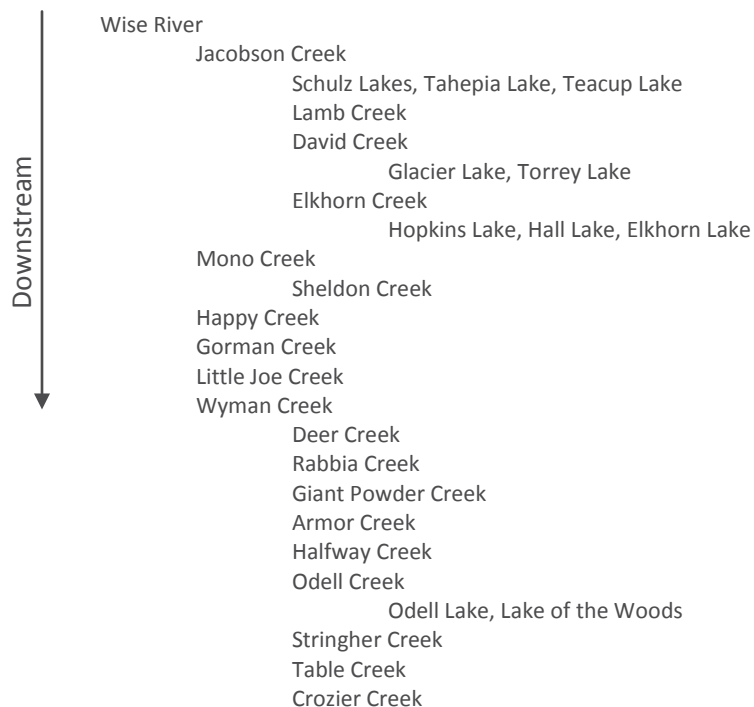 Wise River
Jacobson Creek
Schulz Lakes, Tahepia Lake, Teacup Lake
Lamb Creek
David Creek
Glacier Lake, Torrey Lake
Elkhorn Creek
Hopkins Lake, Hall Lake, Elkhorn Lake
Mono Creek
Sheldon Creek
Happy Creek
Gorman Creek
Little Joe Creek
Wyman Creek
Deer Creek
Rabbia Creek
Giant Powder Creek
Armor Creek
Halfway Creek
Odell Creek
Odell Lake, Lake of the Woods
Stringher Creek
Table Creek
Crozier Creek
Downstream